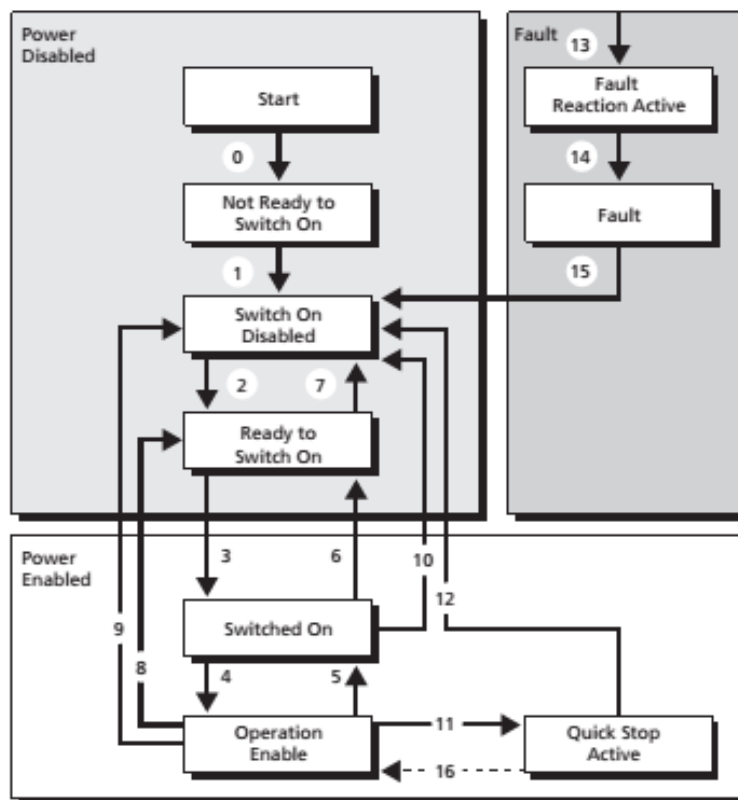 Power
Disabled
Start
0
Not Ready to
Switch On
1
Switch On
Disabled
2
7
Ready to
Switch On
Fault
13
Fault
Reaction Active
14
Fault
15
Power
Enabled
3
6
10
12
9
8
Switched On
4
5
Operation
Enable
11
16
Quick Stop
Active